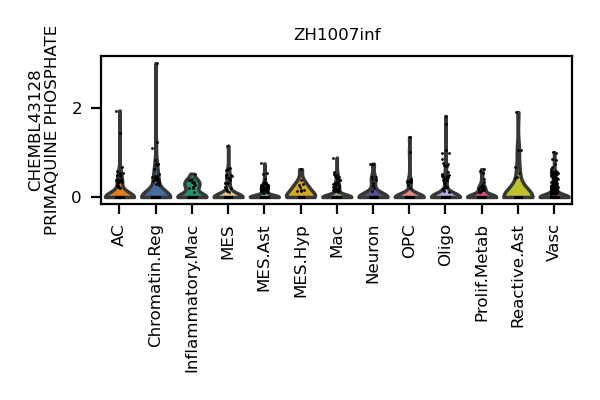 ZH1007inf
CHEMBL43128
PRIMAQUINE PHOSPHATE
2
0
AC
Chromatin.Reg
Inflammatory.Mac
MES
MES.Ast
MES.Hyp
Mac
Neuron
OPC
Oligo
Prolif.Metab
Reactive.Ast
Vasc